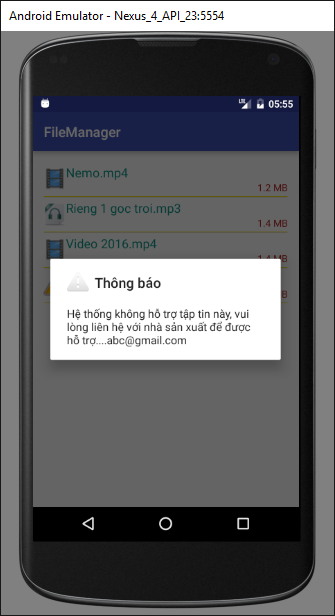 Android Emulator - Nexus_4_API_23:5554
05:55
FileManager
Nemo.mp4
1.2 MB
Rieng 1 goc troi.mp3
1.4 MB
Video 2016.mp4
Thông báo
Hệ thống không hỗ trợ tập tin này, vui
lòng liên hệ với nhà sản xuất để được
hỗ trợ....abc@gmail.com